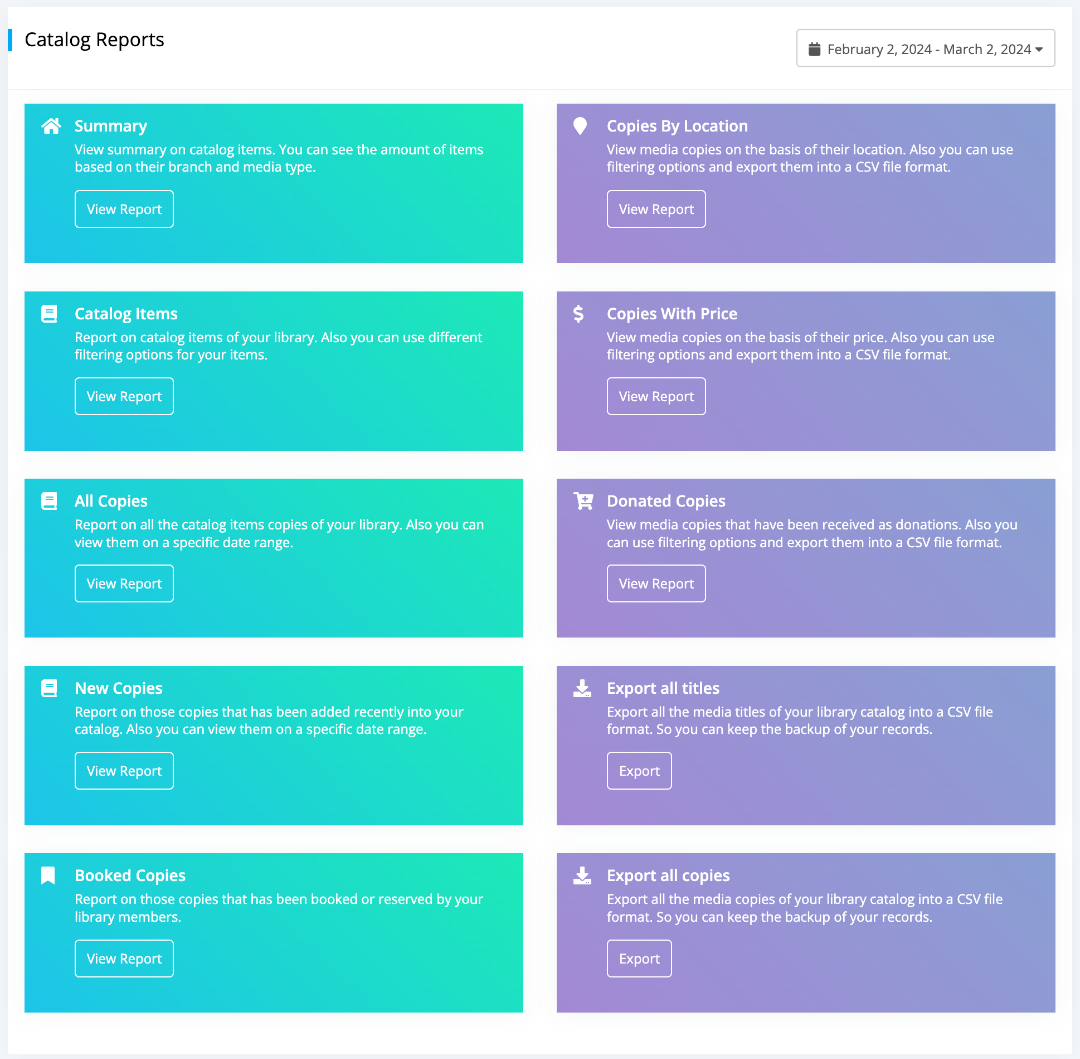 Catalog Reports
February 2, 2024 - March 2, 2024
Summary
View summary on catalog items. You can see the amount of items
based on their branch and media type.
View Report
Copies By Location
View media copies on the basis of their location. Also you can use
filtering options and export them into a CSV file format.
View Report
Catalog Items
Report on catalog items of your library. Also you can use different
filtering options for your items.
View Report
Copies With Price
View media copies on the basis of their price. Also you can use
filtering options and export them into a CSV file format.
View Report
All Copies
Report on all the catalog items copies of your library. Also you can
view them on a specific date range.
View Report
Donated Copies
View media copies that have been received as donations. Also you
can use filtering options and export them into a CSV file format.
View Report
New Copies
Report on those copies that has been added recently into your
catalog. Also you can view them on a specific date range.
View Report
Export all titles
Export all the media titles of your library catalog into a CSV file
format. So you can keep the backup of your records.
Export
Booked Copies
Report on those copies that has been booked or reserved by your
library members.
View Report
Export all copies
Export all the media copies of your library catalog into a CSV file
format. So you can keep the backup of your records.
Export